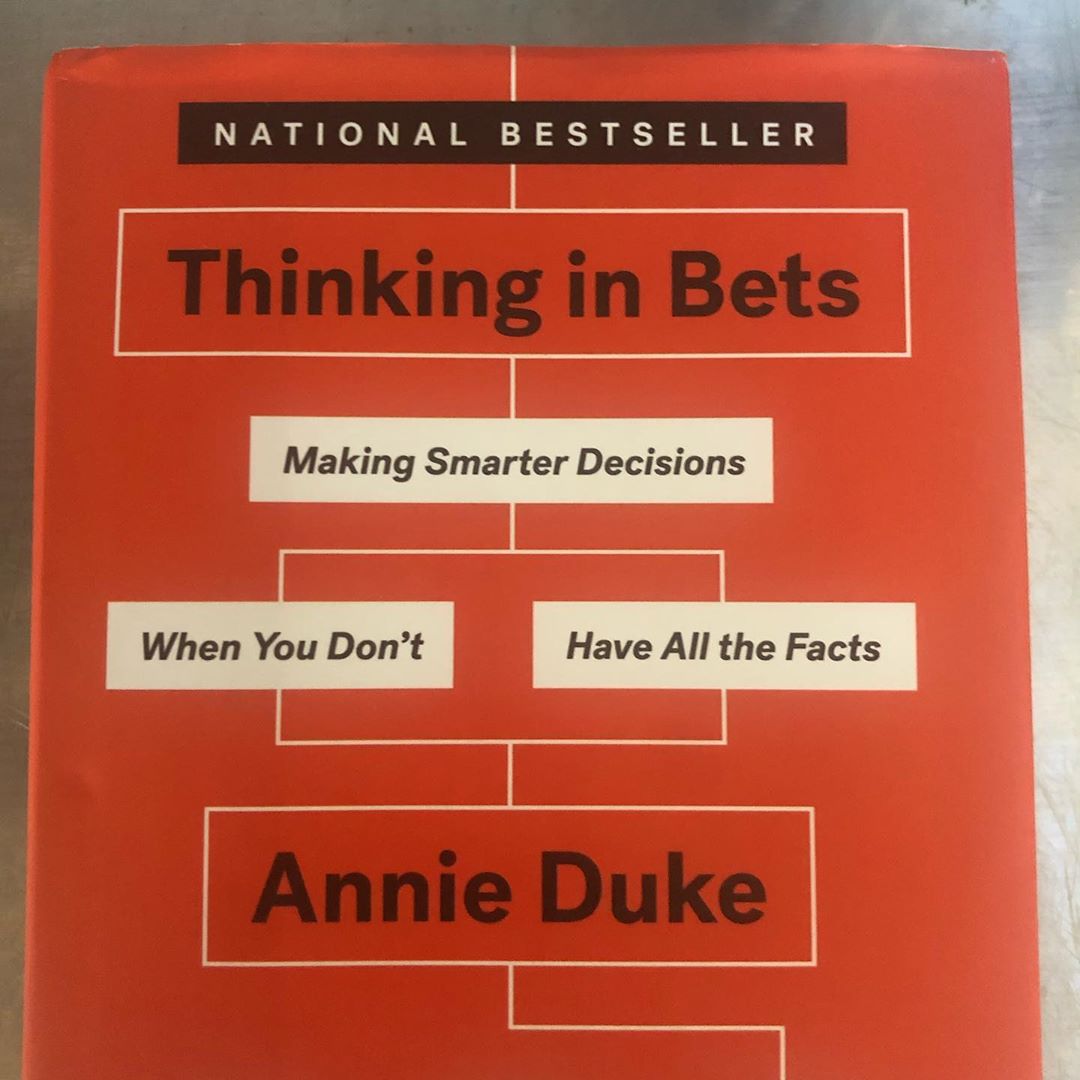 NATIONAL BESTSELLER
Thinking in Bets
Making Smarter Decisions
When You Don’t
Have All the Facts
Annie Duke